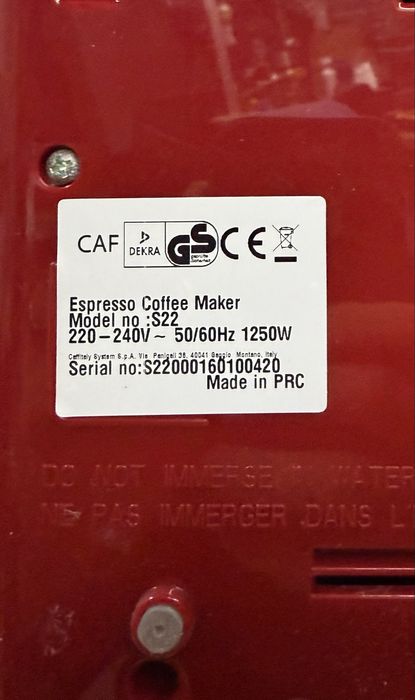 CAF DEKRA GS geprüfte Sicherheit CE
Espresso Coffee Maker
Model no :S22
220-240V~ 50/60Hz 1250W
Caffitaly System S.p.A. Via Panigali 38, 40041 Gaggio Montano, Italy
Serial no:S22000160100420
Made in PRC
DO NOT IMMERSE IN WATER
NE PAS IMMERGER DANS L